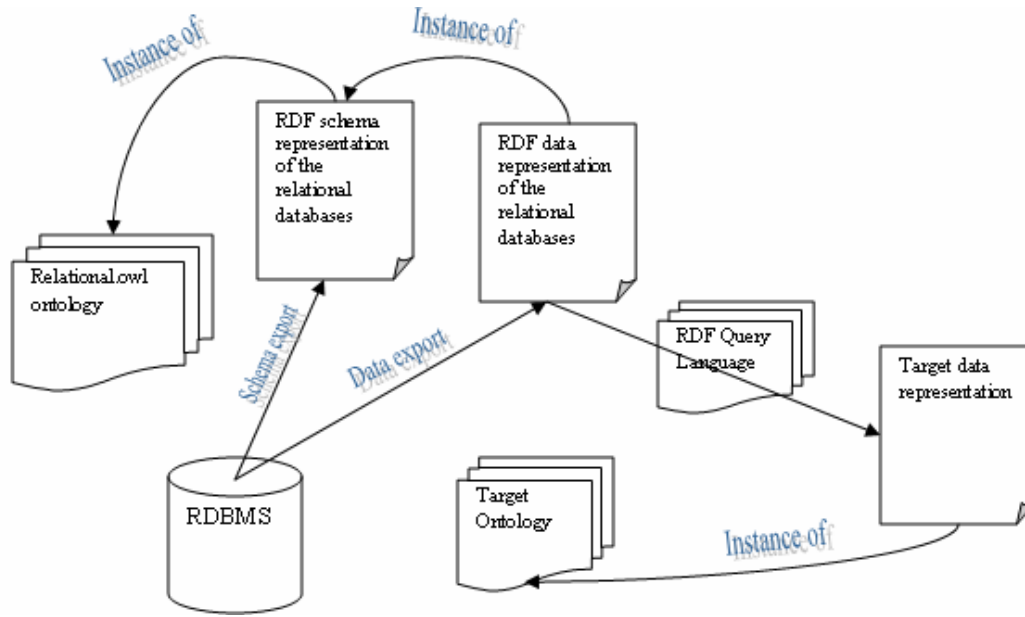 Instance of
Instance of
RDF schema
representation
of the
relational
databases
RDF data
representation
of the
relational
databases
Relational.owl
ontology
Schema export
Data export
RDF Query
Language
Target data
representation
RDBMS
Target
Ontology
Instance of